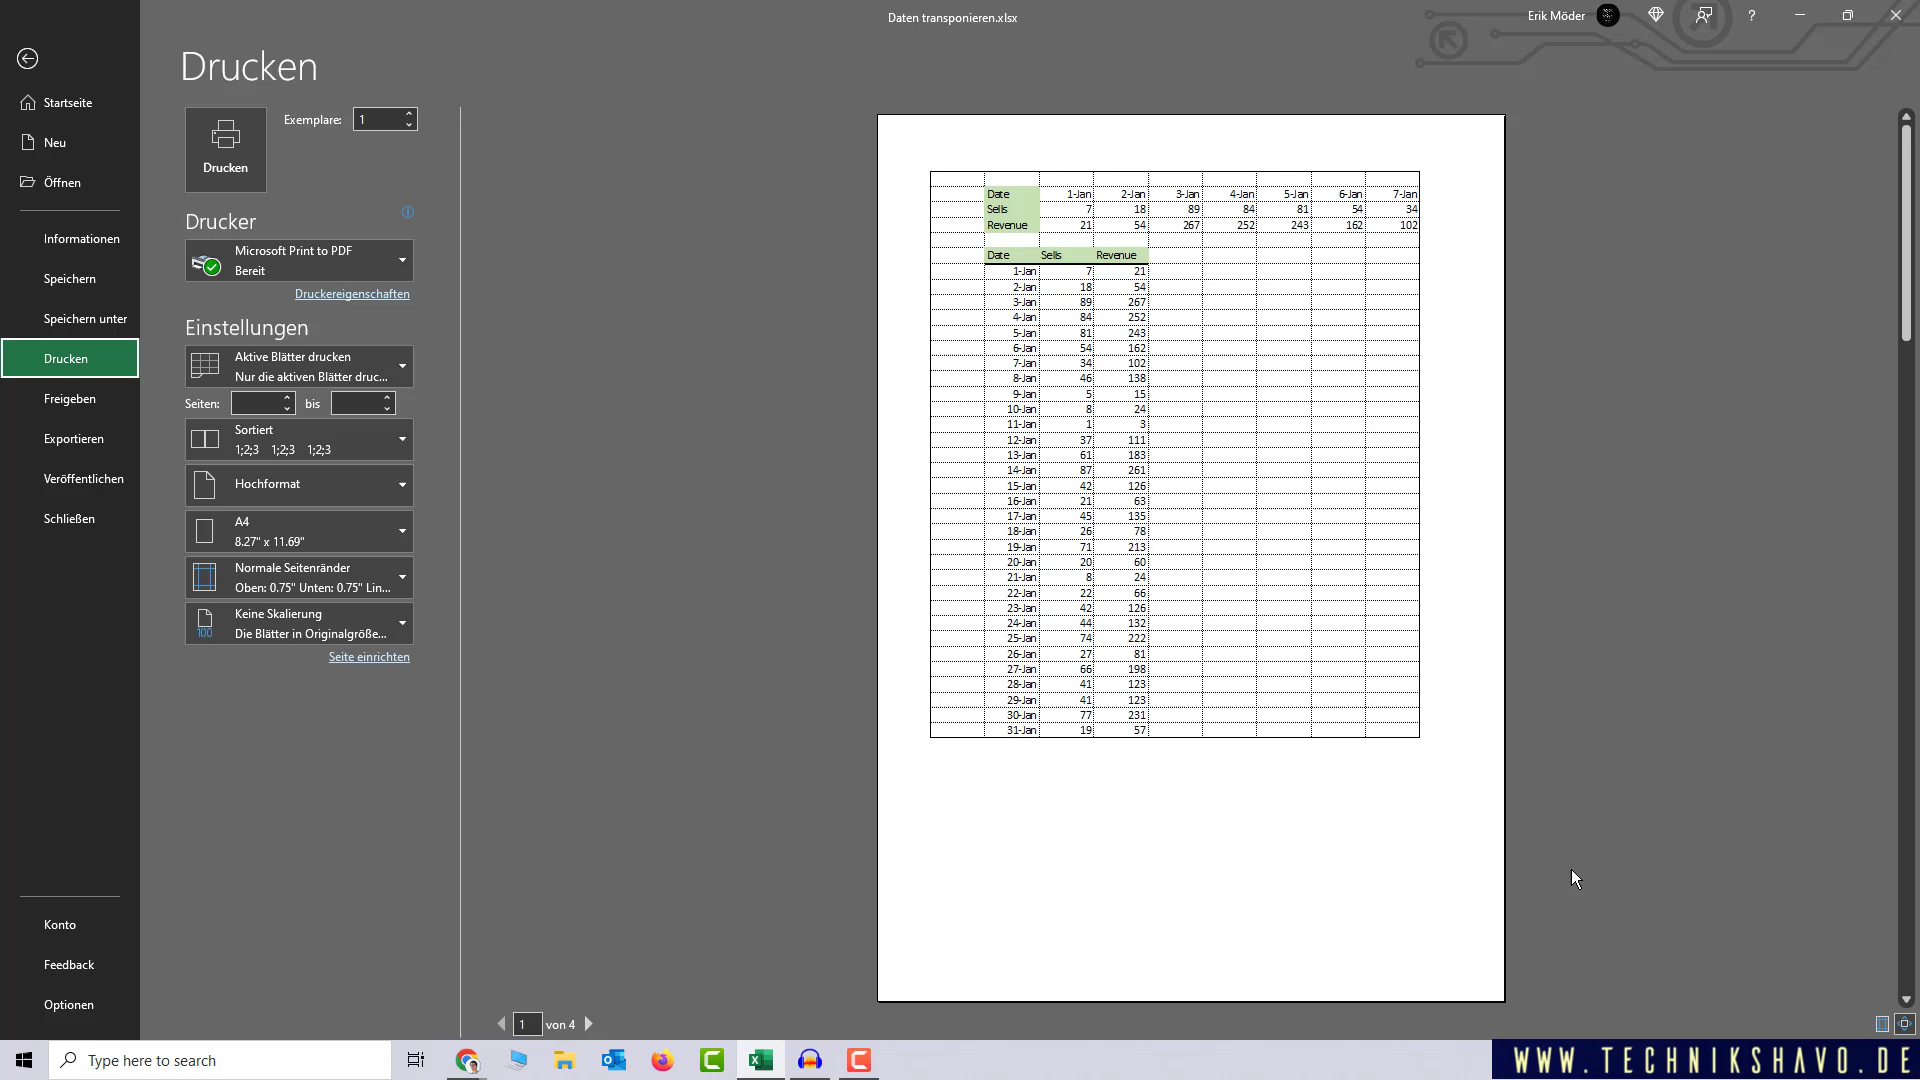 Daten transponieren.xlsx
Erik Möder
?
Drucken
Startseite
Neu
Öffnen
Informationen
Speichern
Speichern unter
Drucken
Freigeben
Exportieren
Veröffentlichen
Schließen
Konto
Feedback
Optionen
Drucken
Exemplare: 1
Drucker
Microsoft Print to PDF
Bereit
Druckereigenschaften
Einstellungen
Aktive Blätter drucken
Nur die aktiven Blätter druc...
Seiten: bis
Sortiert
1;2;3 1;2;3 1;2;3
Hochformat
A4
8.27" x 11.69"
Normale Seitenränder
Oben: 0.75" Unten: 0.75" Lin...
100
Keine Skalierung
Die Blätter in Originalgröße...
Seite einrichten
Date 1-Jan 2-Jan 3-Jan 4-Jan 5-Jan 6-Jan 7-Jan
Sells 7 18 89 84 81 54 34
Revenue 21 54 267 252 243 162 102
Date Sells Revenue
1-Jan 7 21
2-Jan 18 54
3-Jan 89 267
4-Jan 84 252
5-Jan 81 243
6-Jan 54 162
7-Jan 34 102
8-Jan 46 138
9-Jan 5 15
10-Jan 8 24
11-Jan 1 3
12-Jan 37 111
13-Jan 61 183
14-Jan 87 261
15-Jan 42 126
16-Jan 21 63
17-Jan 45 135
18-Jan 26 78
19-Jan 71 213
20-Jan 20 60
21-Jan 8 24
22-Jan 22 66
23-Jan 42 126
24-Jan 44 132
25-Jan 74 222
26-Jan 27 81
27-Jan 66 198
28-Jan 41 123
29-Jan 41 123
30-Jan 77 231
31-Jan 19 57
1 von 4
Type here to search
WWW.TECHNIKSHAVO.DE